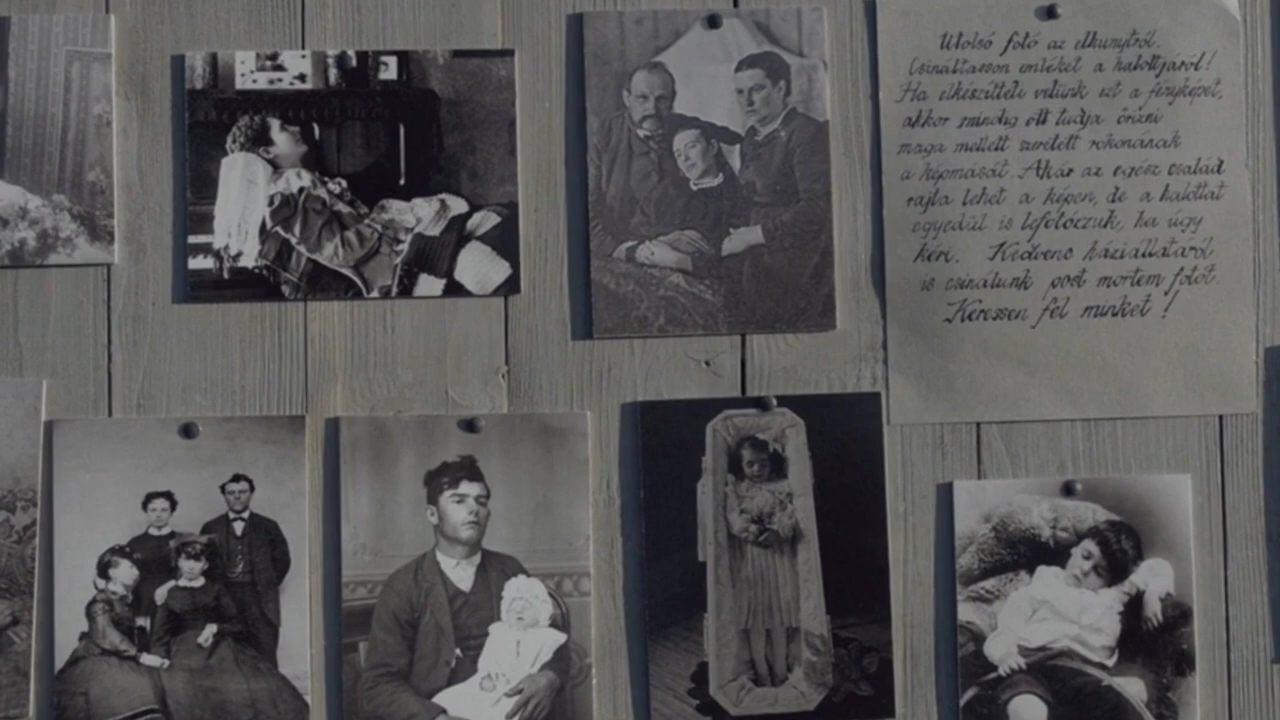 Utolsó fotó az elhunytról.
Csináltasson emléket a halottjáról!
Ha elkészítteti velünk ezt a fényképet,
akkor mindig ott tudja őrizni
maga mellett szeretett rokonának
a képmását. Akár az egész család
rajta lehet a képen, de a halottat
egyedül is lefotózzuk, ha úgy
kéri. Kedvenc háziállatáról
is csinálunk post mortem fotót.
Keressen fel minket!